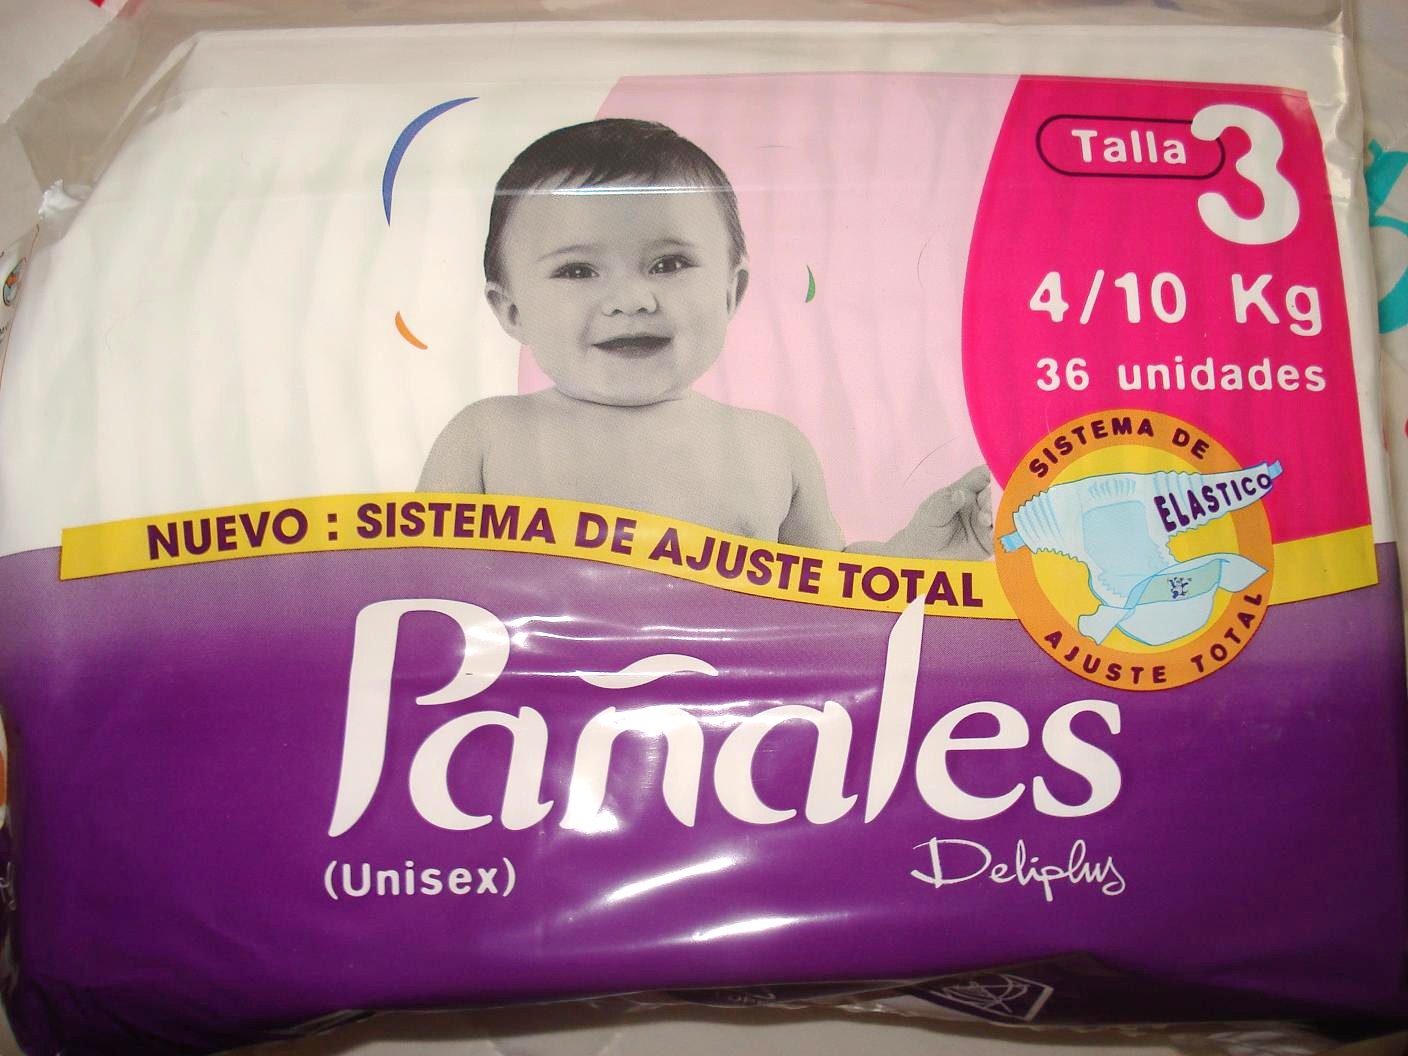 Talla 3
4/10 Kg
36 unidades
SISTEMA DE
ELASTICO
AJUSTE TOTAL
NUEVO : SISTEMA DE AJUSTE TOTAL
Pañales
(Unisex)
Deliplus